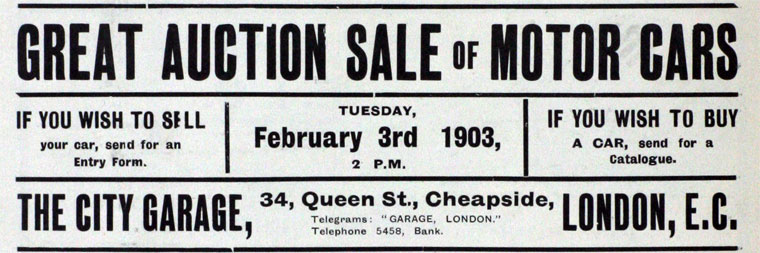 GREAT AUCTION SALE OF MOTOR CARS
IF YOU WISH TO SELL
your car, send for an
Entry Form.
TUESDAY,
February 3rd 1903,
2 P.M.
IF YOU WISH TO BUY
A CAR, send for a
Catalogue.
THE CITY GARAGE,
34, Queen St., Cheapside,
Telegrams: "GARAGE, LONDON."
Telephone 5458, Bank.
LONDON, E.C.